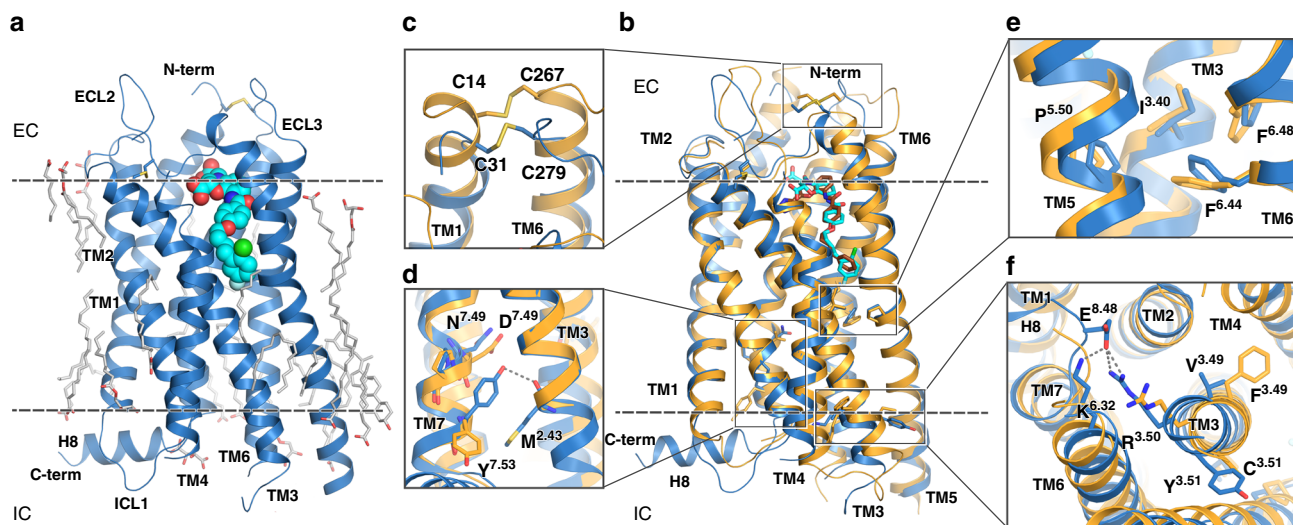 a
N-term
ECL2
EC
ECL3
TM2
TM1
H8
C-term
ICL1
TM4
TM6
TM3
IC
c
C14
C267
C31
C279
TM1
TM6
d
N7.49
D7.49
TM3
TM7
M2.43
Y7.53
b
N-term
EC
TM2
TM6
TM1
C-term
H8
TM4
TM3
TM5
IC
e
TM3
P5.50
I3.40
F6.48
TM5
F6.44
TM6
f
TM1
E8.48
H8
TM2
TM4
V3.49
TM7
F3.49
K6.32
TM3
R3.50
C3.51
TM6
Y3.51